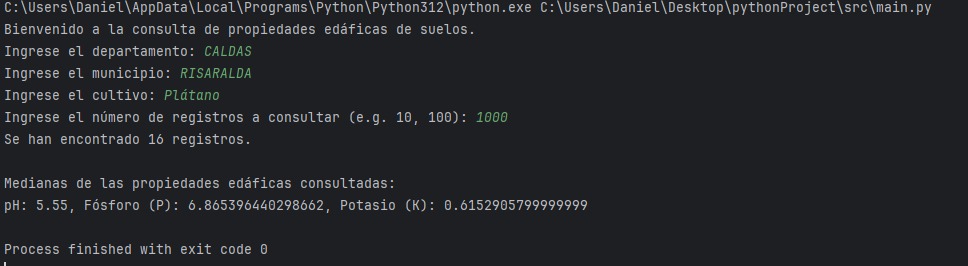 C:\Users\Daniel\AppData\Local\Programs\Python\Python312\python.exe C:\Users\Daniel\Desktop\pythonProject\src\main.py
Bienvenido a la consulta de propiedades edáficas de suelos.
Ingrese el departamento: CALDAS
Ingrese el municipio: RISARALDA
Ingrese el cultivo: Plátano
Ingrese el número de registros a consultar (e.g. 10, 100): 1000
Se han encontrado 16 registros.
Medianas de las propiedades edáficas consultadas:
pH: 5.55, Fósforo (P): 6.865396440298662, Potasio (K): 0.6152905799999999
Process finished with exit code 0